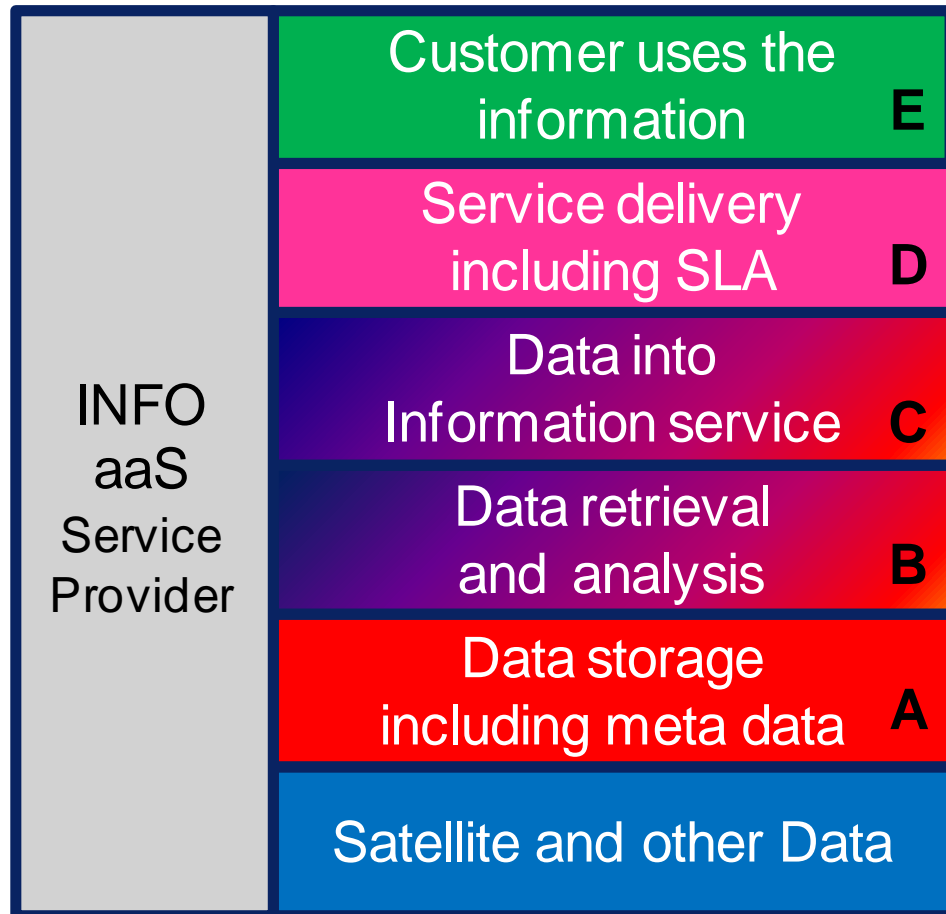 INFO
aaS
Service
Provider
Customer uses the
information
E
Service delivery
including SLA
D
Data into
Information service
C
Data retrieval
and analysis
B
Data storage
including meta data
A
Satellite and other Data